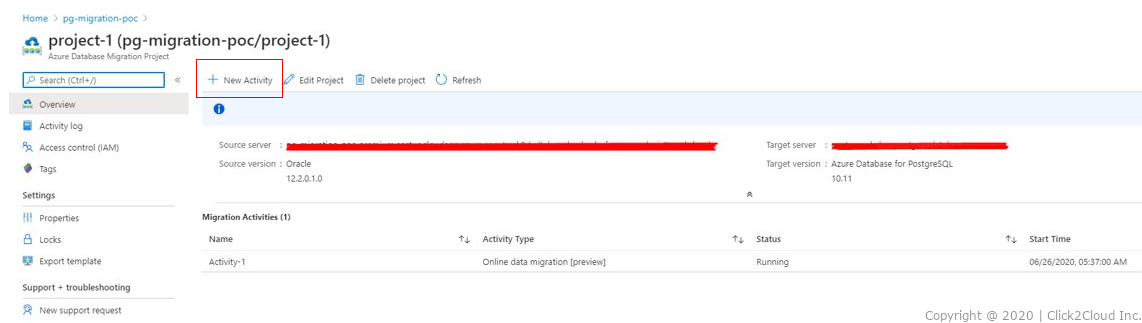 Home > pg-migration-poc >
project-1 (pg-migration-poc/project-1)
Azure Database Migration Project
Search (Ctrl+/)
«
New Activity
Edit Project
Delete project
Refresh
Overview
Activity log
Access control (IAM)
Tags
Settings
Properties
Locks
Export template
Support + troubleshooting
New support request
Source server :
Source version : Oracle
12.2.0.1.0
Target server :
Target version : Azure Database for PostgreSQL
10.11
Migration Activities (1)
Name Activity Type Status Start Time
Activity-1 Online data migration [preview] Running 06/26/2020, 05:37:00 AM
Copyright @ 2020 | Click2Cloud Inc.